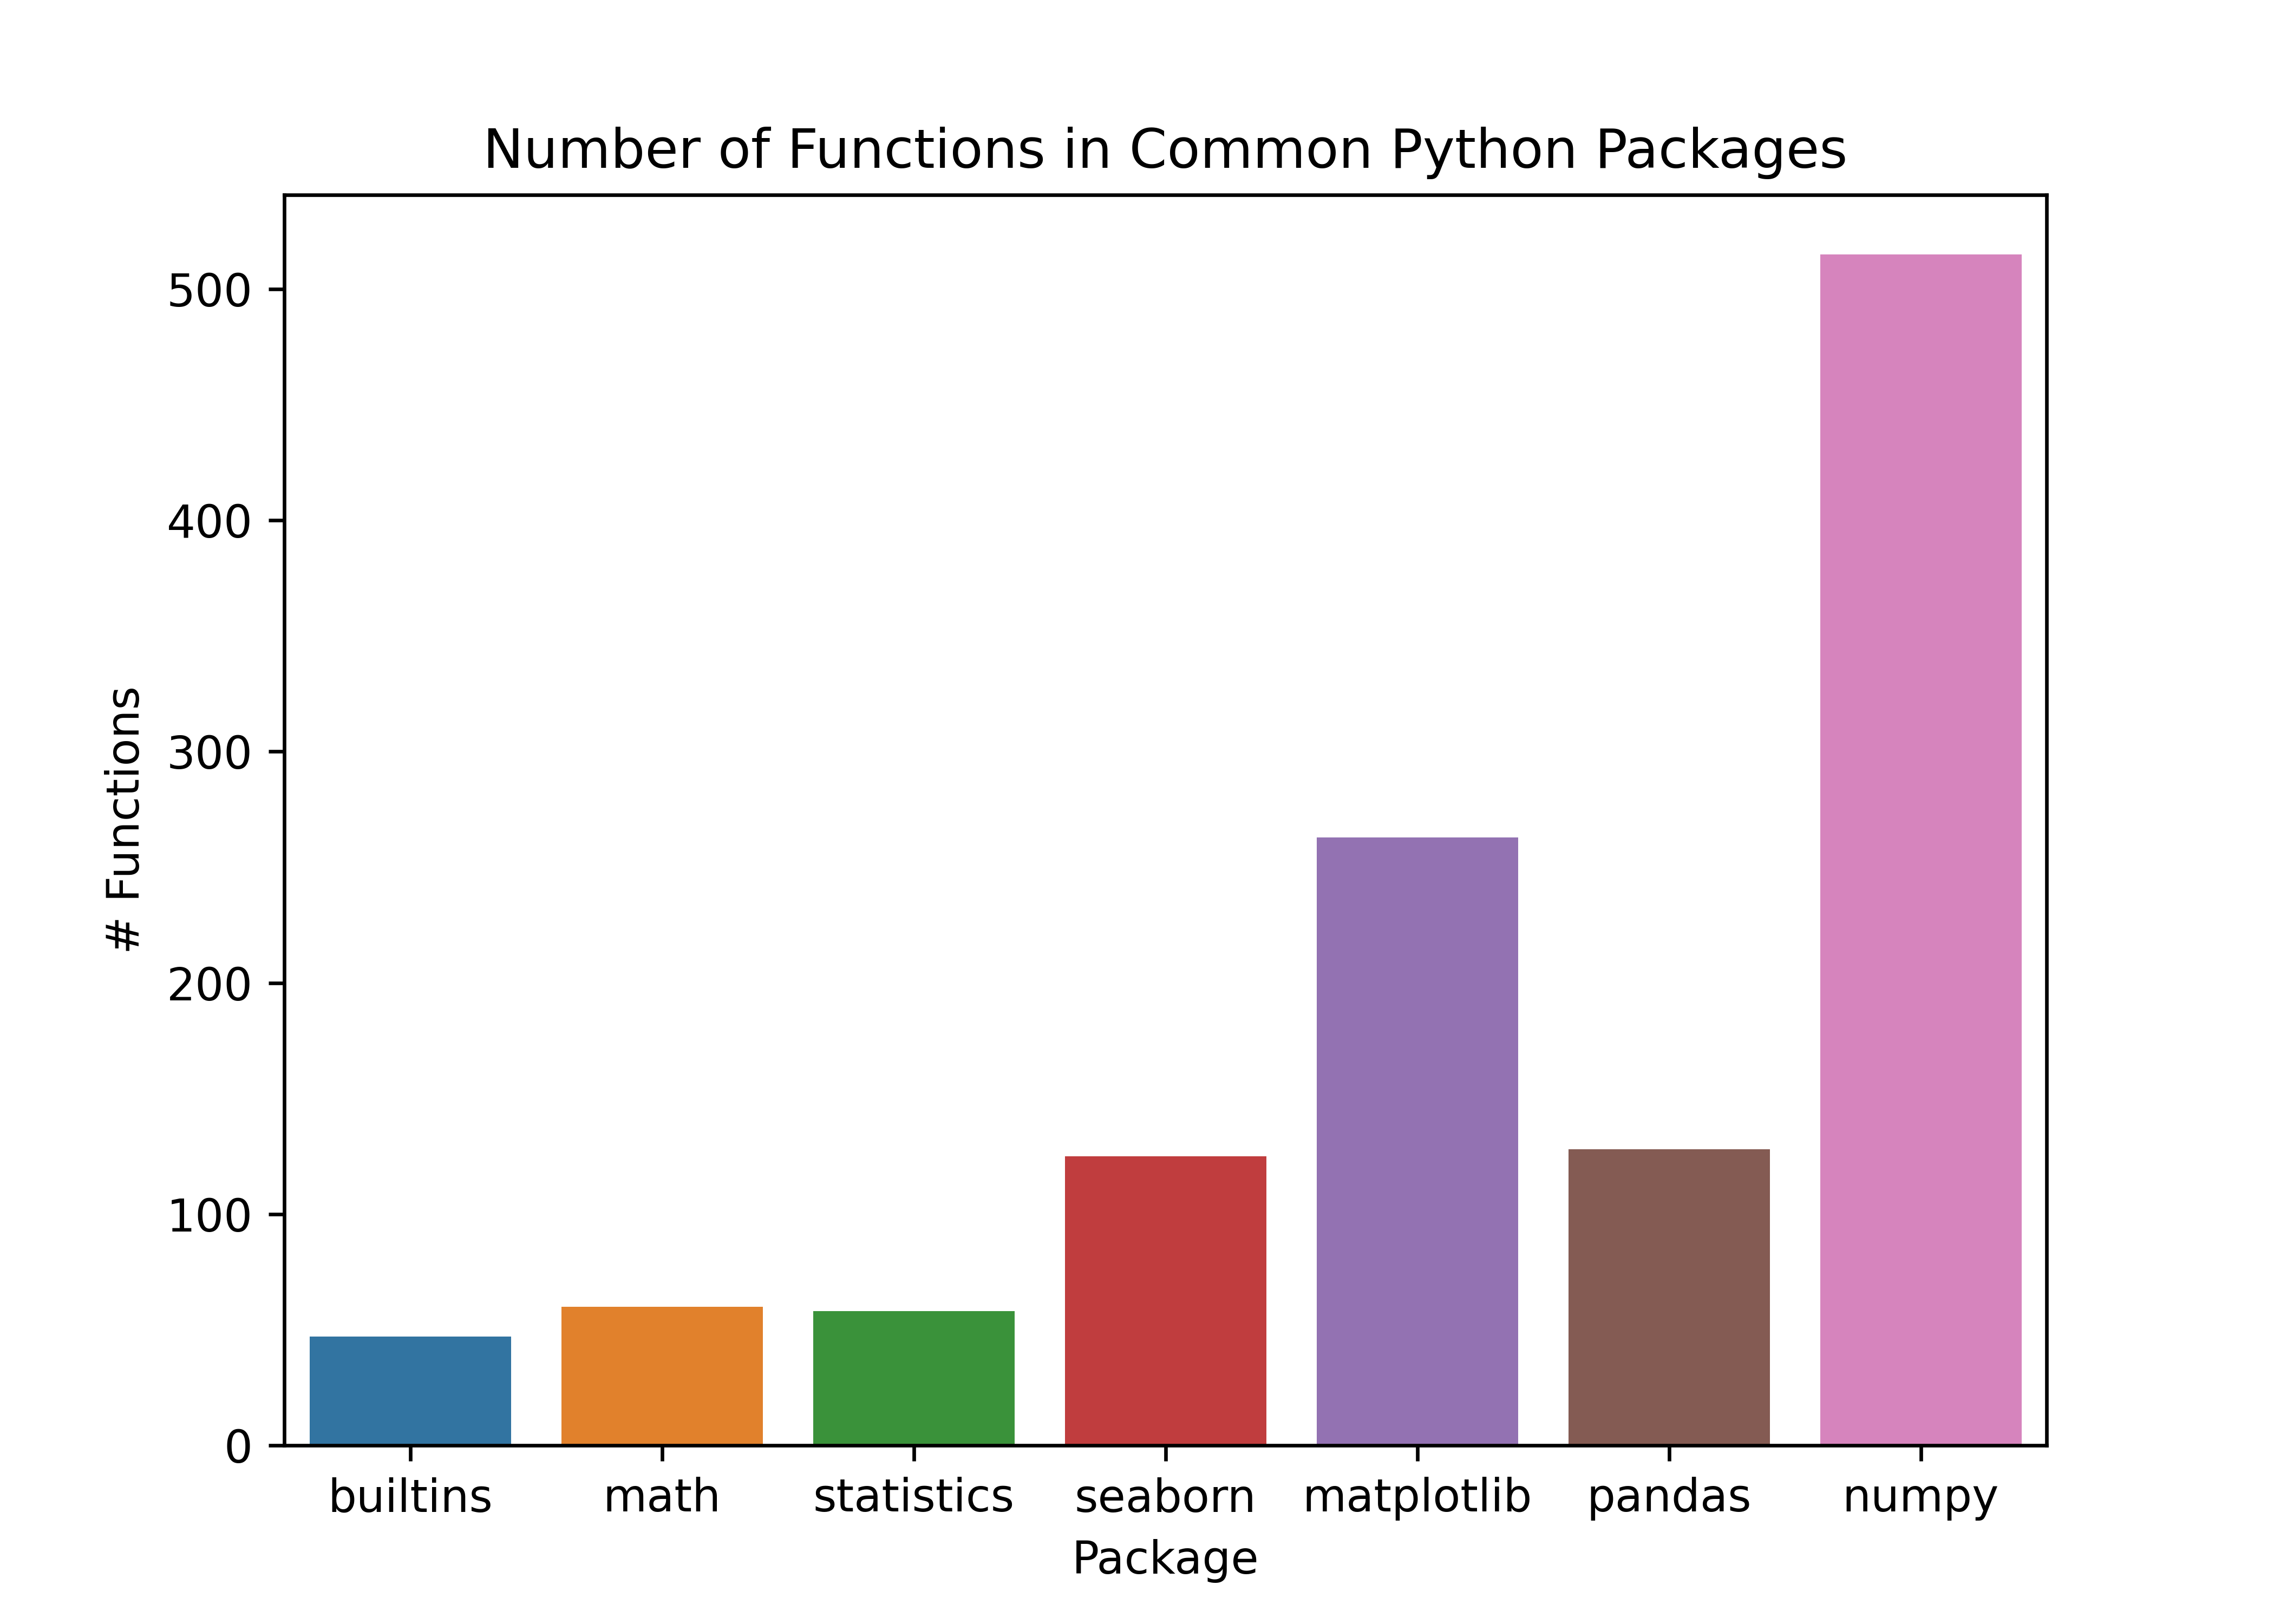 Number of Functions in Common Python Packages
# Functions
500
400
300
200
100
0
builtins math statistics seaborn matplotlib pandas numpy
Package